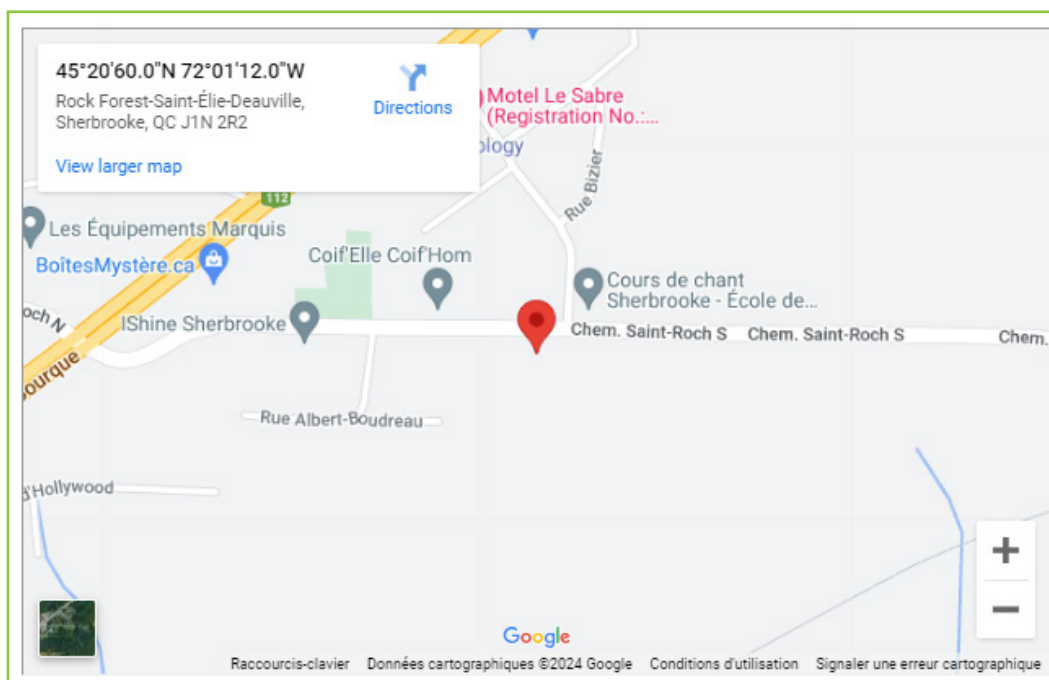 45°20'60.0"N 72°01'12.0"W
Rock Forest-Saint-Élie-Deauville,
Sherbrooke, QC J1N 2R2
Directions
View larger map
Motel Le Sabre
(Registration No.:...
ology
Rue Bizier
112
Les Équipements Marquis
BoîtesMystère.ca
Coif'Elle Coif'Hom
Cours de chant
Sherbrooke - École de...
och N
IShine Sherbrooke
Chem. Saint-Roch S
Chem. Saint-Roch S
Chem.
Bourque
Rue Albert-Boudreau
d'Hollywood
+
−
Google
Raccourcis-clavier
Données cartographiques ©2024 Google
Conditions d'utilisation
Signaler une erreur cartographique